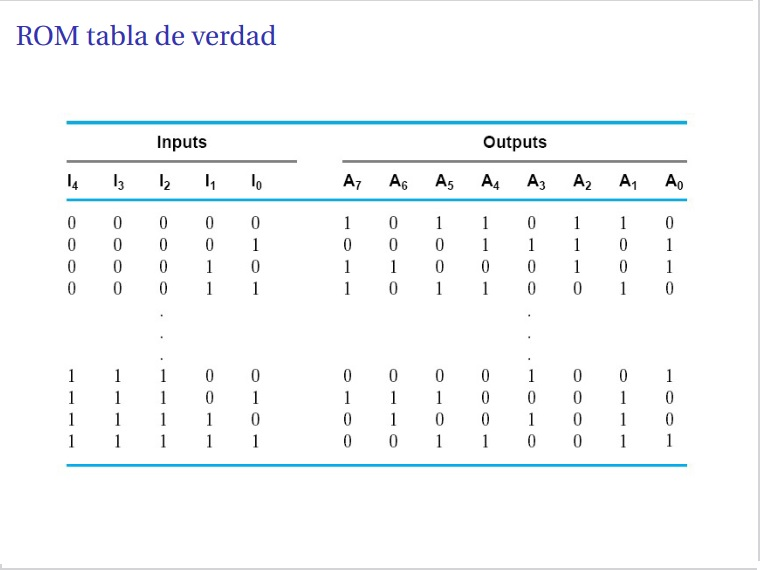 ROM tabla de verdad
Inputs Outputs
I₄ I₃ I₂ I₁ I₀ A₇ A₆ A₅ A₄ A₃ A₂ A₁ A₀
0 0 0 0 0 1 0 1 1 0 1 1 0
0 0 0 0 1 0 0 0 1 1 1 0 1
0 0 0 1 0 1 1 0 0 0 1 0 1
0 0 0 1 1 1 0 1 1 0 0 1 0
. .
. .
. .
1 1 1 0 0 0 0 0 0 1 0 0 1
1 1 1 0 1 1 1 1 0 0 0 1 0
1 1 1 1 0 0 1 0 0 1 0 1 0
1 1 1 1 1 0 0 1 1 0 0 1 1